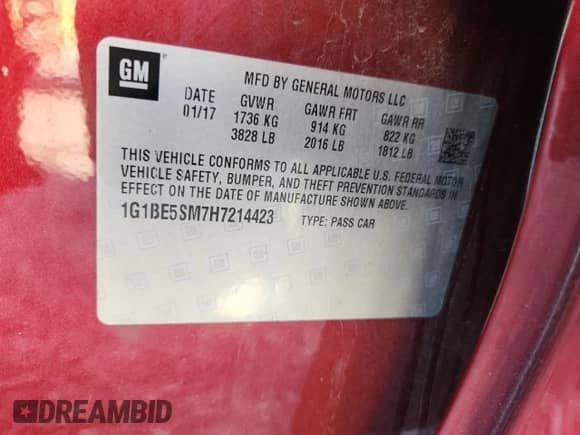 GM
MFD BY GENERAL MOTORS LLC
DATE GVWR GAWR FRT GAWR RR
01/17 1736 KG 914 KG 822 KG
3828 LB 2016 LB 1812 LB
THIS VEHICLE CONFORMS TO ALL APPLICABLE U.S. FEDERAL MOTOR
VEHICLE SAFETY, BUMPER, AND THEFT PREVENTION STANDARDS IN
EFFECT ON THE DATE OF MANUFACTURE SHOWN ABOVE.
1G1BE5SM7H7214423 TYPE: PASS CAR
DREAMBID